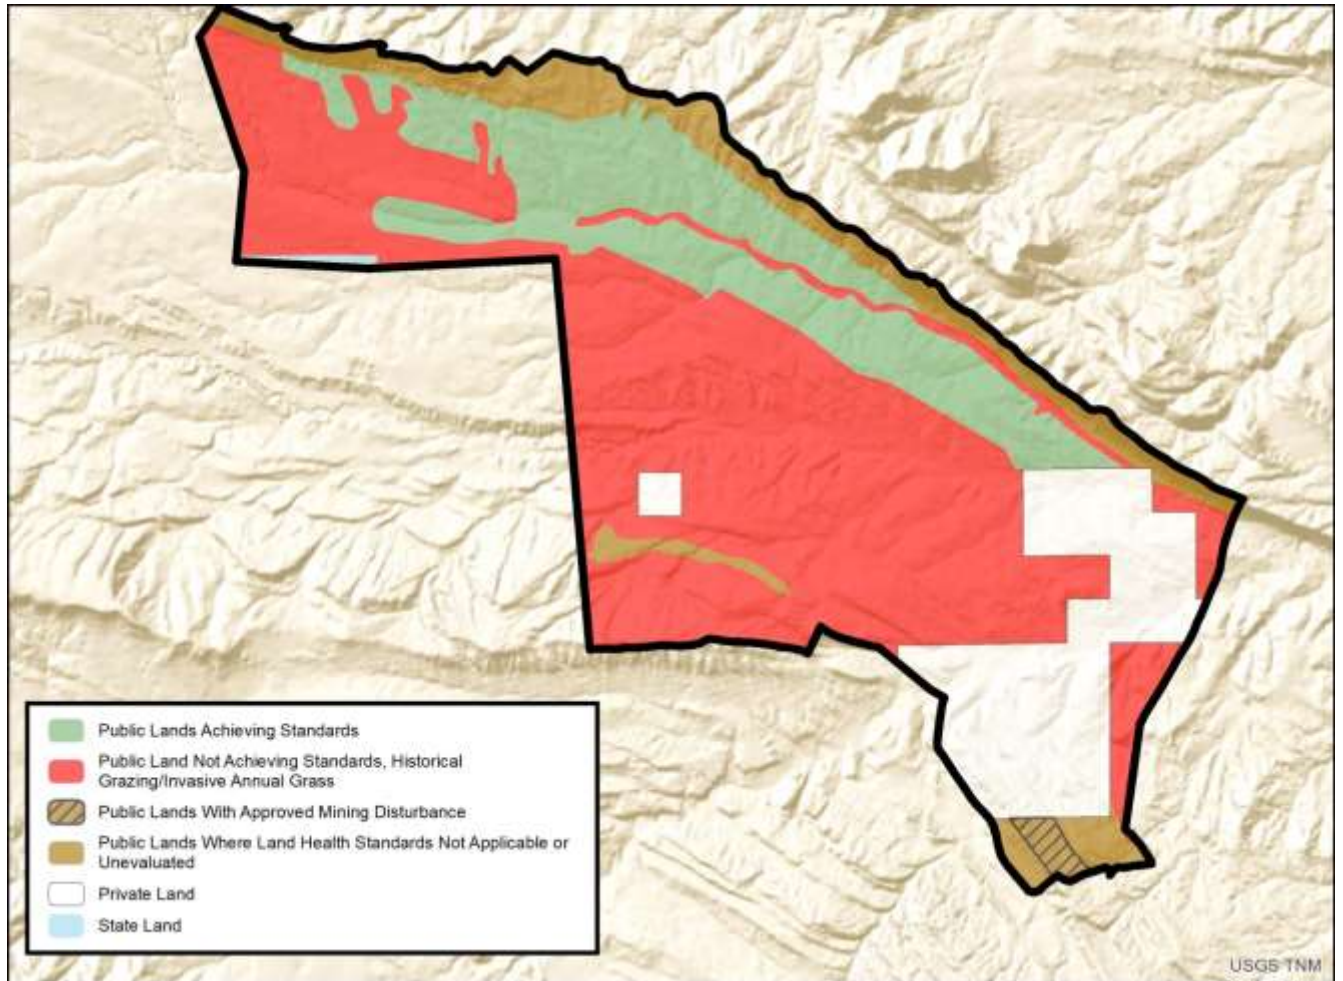 Public Lands Achieving Standards
Public Land Not Achieving Standards, Historical
Grazing/Invasive Annual Grass
Public Lands With Approved Mining Disturbance
Public Lands Where Land Health Standards Not Applicable or
Unevaluated
Private Land
State Land
USGS TNM